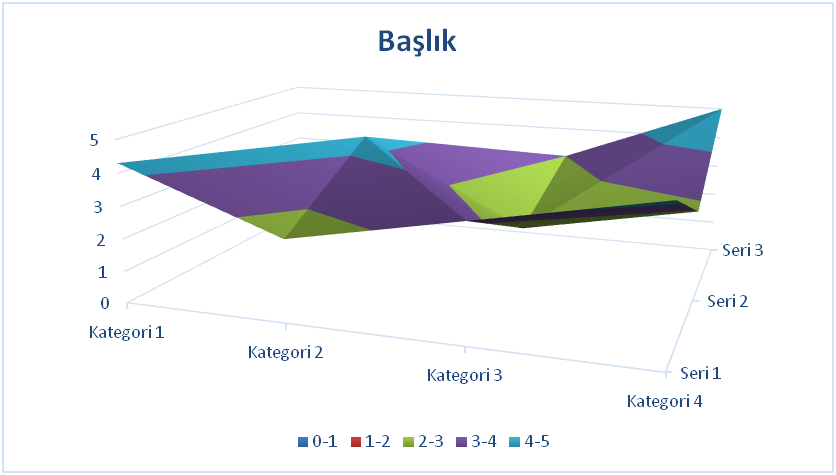 Başlık
5
4
3
2
1
0
Kategori 1
Kategori 2
Kategori 3
Kategori 4
Seri 3
Seri 2
Seri 1
0-1 1-2 2-3 3-4 4-5